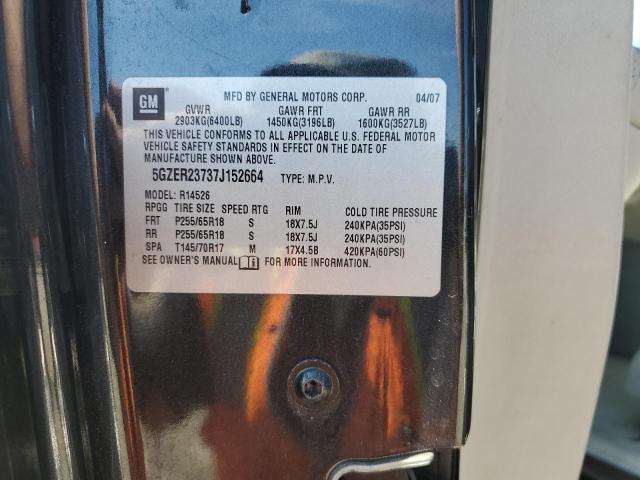 GM
MFD BY GENERAL MOTORS CORP. 04/07
GVWR GAWR FRT GAWR RR
2903KG(6400LB) 1450KG(3196LB) 1600KG(3527LB)
THIS VEHICLE CONFORMS TO ALL APPLICABLE U.S. FEDERAL MOTOR
VEHICLE SAFETY STANDARDS IN EFFECT ON THE DATE OF
MANUFACTURE SHOWN ABOVE.
5GZER23737J152664 TYPE: M.P.V.
MODEL: R14526
RPGG TIRE SIZE SPEED RTG RIM COLD TIRE PRESSURE
FRT P255/65R18 S 18X7.5J 240KPA(35PSI)
RR P255/65R18 S 18X7.5J 240KPA(35PSI)
SPA T145/70R17 M 17X4.5B 420KPA(60PSI)
SEE OWNER'S MANUAL FOR MORE INFORMATION.